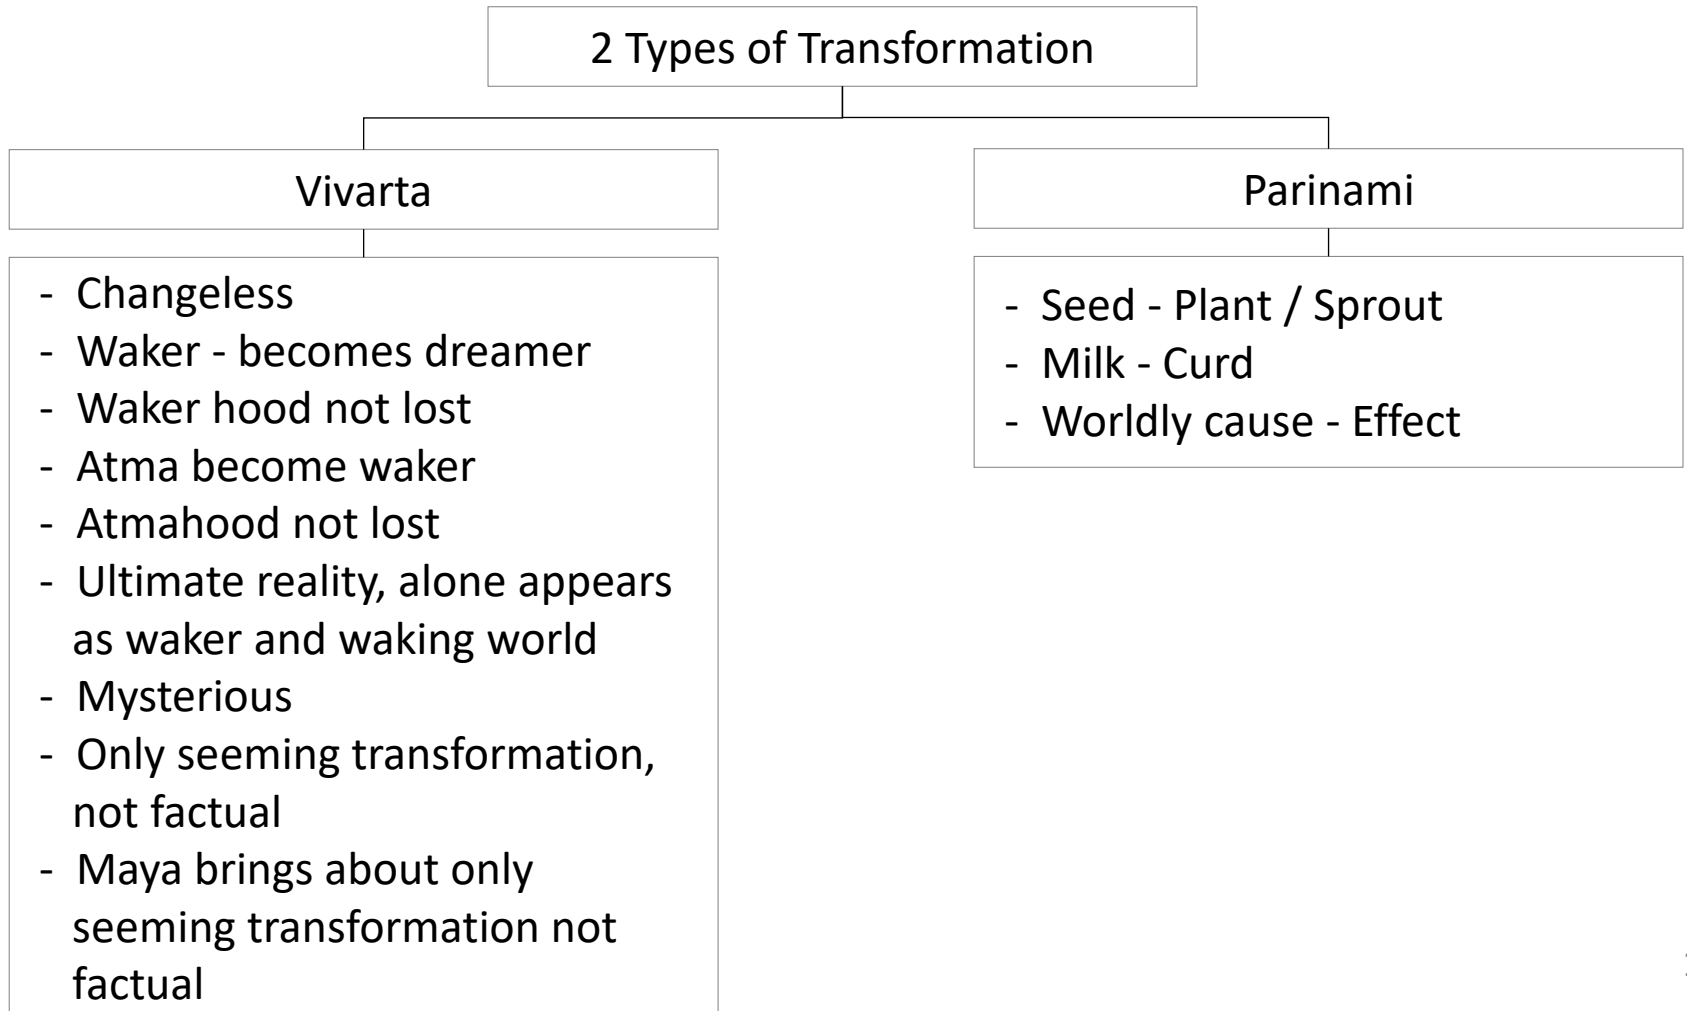 2 Types of Transformation
Vivarta
- Changeless
- Waker - becomes dreamer
- Waker hood not lost
- Atma become waker
- Atmahood not lost
- Ultimate reality, alone appears
as waker and waking world
- Mysterious
- Only seeming transformation,
not factual
- Maya brings about only
seeming transformation not
factual
Parinami
- Seed - Plant / Sprout
- Milk - Curd
- Worldly cause - Effect